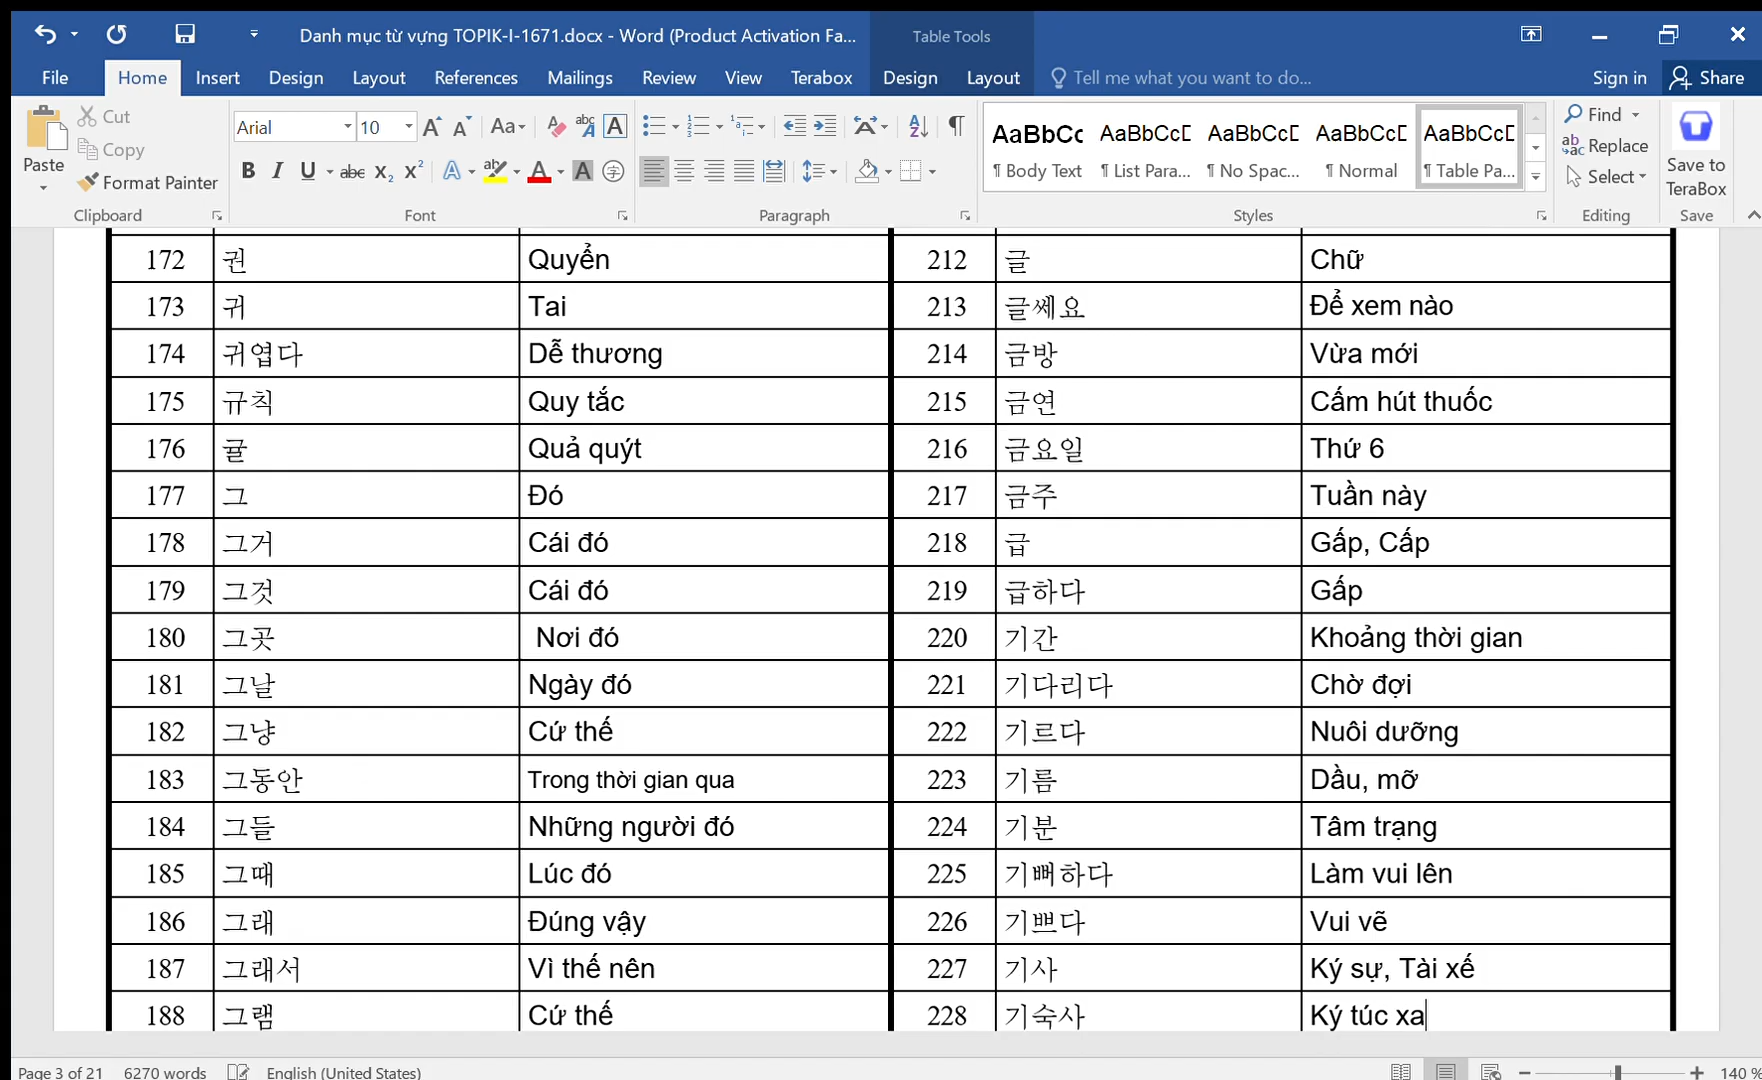 Danh mục từ vựng TOPIK-I-1671.docx - Word (Product Activation Fa...
Table Tools
File Home Insert Design Layout References Mailings Review View Terabox Design Layout Tell me what you want to do... Sign in Share
Paste
Cut
Copy
Format Painter
Clipboard
Arial 10
Font
Paragraph
AaBbCc AaBbCcD AaBbCcD AaBbCcD AaBbCcD
¶ Body Text ¶ List Para... ¶ No Spac... ¶ Normal ¶ Table Pa...
Styles
Find
Replace
Select
Editing
Save to
TeraBox
Save
172 권 Quyển 212 글 Chữ
173 귀 Tai 213 글쎄요 Để xem nào
174 귀엽다 Dễ thương 214 금방 Vừa mới
175 규칙 Quy tắc 215 금연 Cấm hút thuốc
176 귤 Quả quýt 216 금요일 Thứ 6
177 그 Đó 217 금주 Tuần này
178 그거 Cái đó 218 급 Gấp, Cấp
179 그것 Cái đó 219 급하다 Gấp
180 그곳 Nơi đó 220 기간 Khoảng thời gian
181 그날 Ngày đó 221 기다리다 Chờ đợi
182 그냥 Cứ thế 222 기르다 Nuôi dưỡng
183 그동안 Trong thời gian qua 223 기름 Dầu, mỡ
184 그들 Những người đó 224 기분 Tâm trạng
185 그때 Lúc đó 225 기뻐하다 Làm vui lên
186 그래 Đúng vậy 226 기쁘다 Vui vẽ
187 그래서 Vì thế nên 227 기사 Ký sự, Tài xế
188 그램 Cứ thế 228 기숙사 Ký túc xa
Page 3 of 21 6270 words English (United States) 140 %